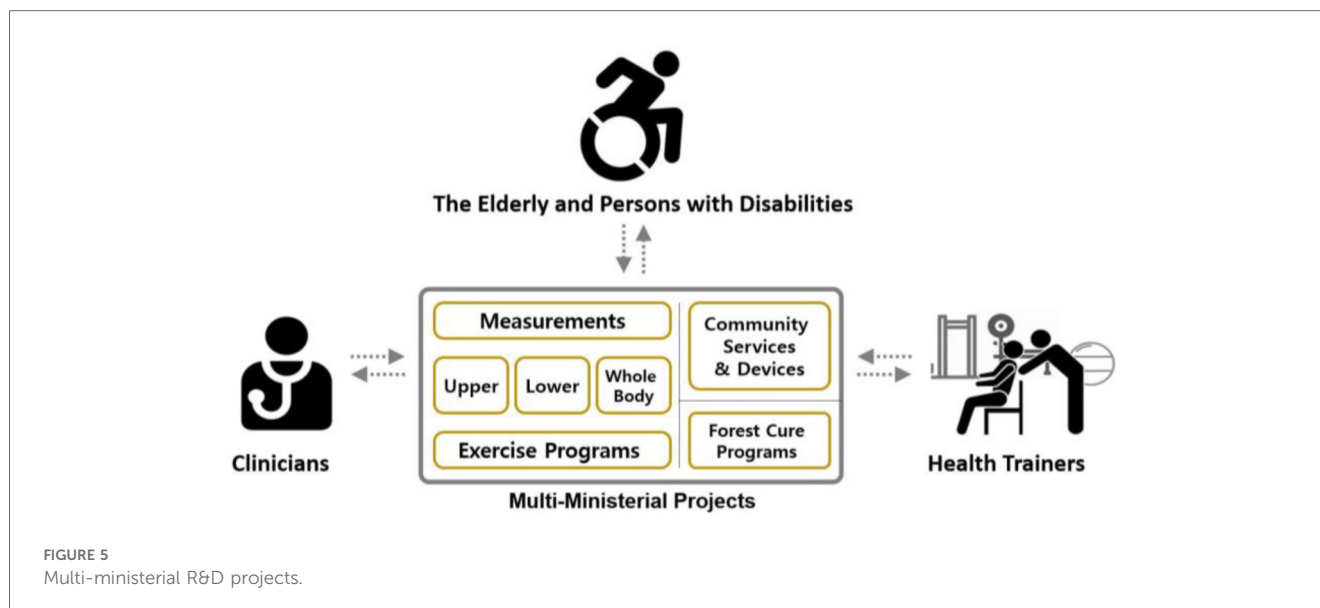 The Elderly and Persons with Disabilities
Measurements
Upper
Lower
Whole
Body
Exercise Programs
Community
Services
& Devices
Forest Cure
Programs
Clinicians
Health Trainers
Multi-Ministerial Projects
FIGURE 5
Multi-ministerial R&D projects.